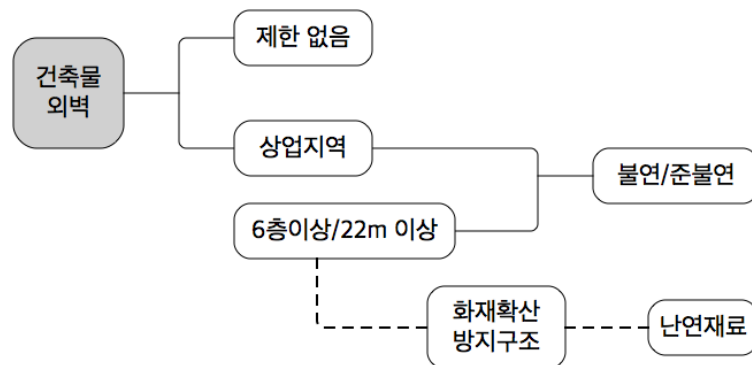 건축물
외벽
제한 없음
상업지역
불연/준불연
6층이상/22m 이상
화재확산
방지구조
난연재료